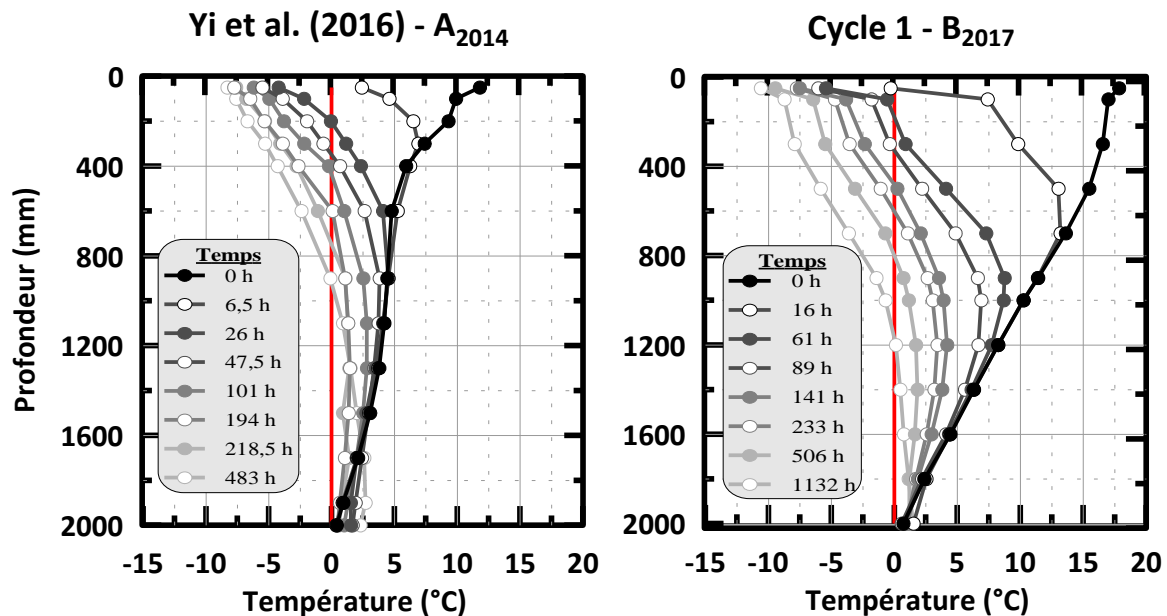 Yi et al. (2016) - A2014
Cycle 1 - B2017
Profondeur (mm)
0
400
800
1200
1600
2000
Temps
0 h
6,5 h
26 h
47,5 h
101 h
194 h
218,5 h
483 h
-15 -10 -5 0 5 10 15 20
Température (°C)
0
400
800
1200
1600
2000
Temps
0 h
16 h
61 h
89 h
141 h
233 h
506 h
1132 h
-15 -10 -5 0 5 10 15 20
Température (°C)